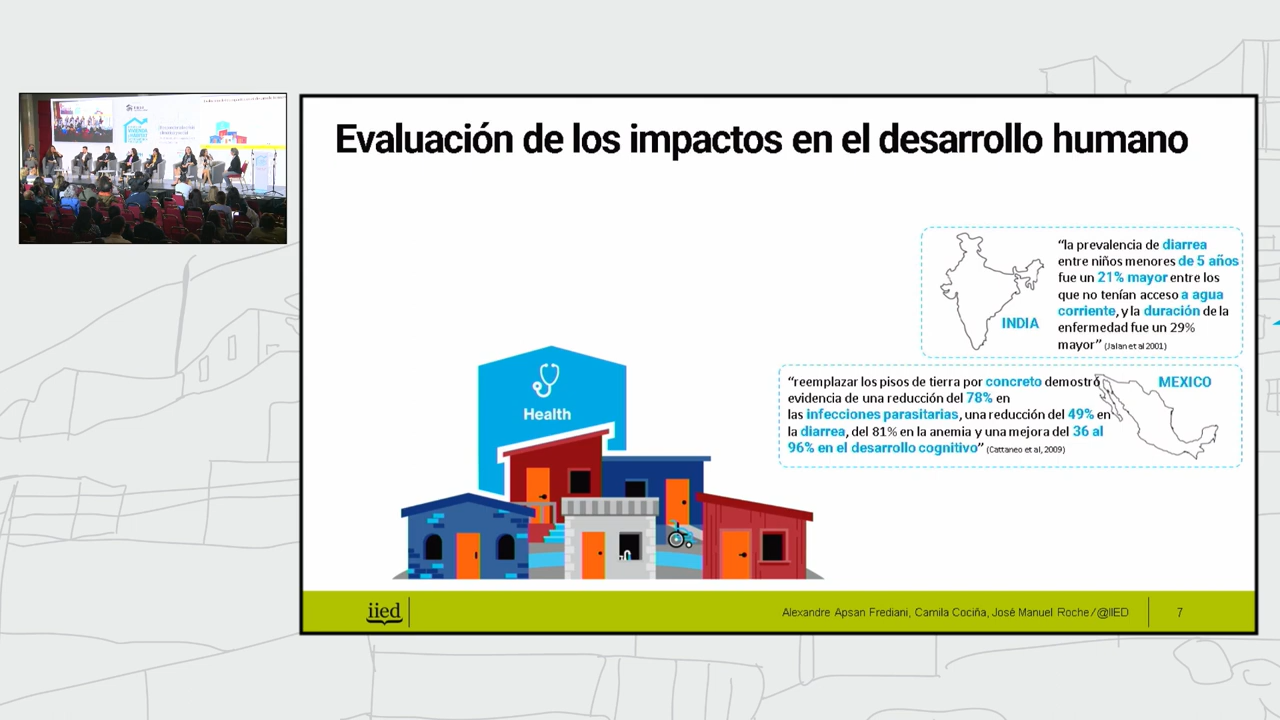 Evaluación de los impactos en el desarrollo humano
“la prevalencia de diarrea
entre niños menores de 5 años
fue un 21% mayor entre los
que no tenían acceso a agua
corriente, y la duración de la
enfermedad fue un 29%
mayor” (Jalan et al 2001)
INDIA
“reemplazar los pisos de tierra por concreto demostró
evidencia de una reducción del 78% en
las infecciones parasitarias, una reducción del 49% en
la diarrea, del 81% en la anemia y una mejora del 36 al
96% en el desarrollo cognitivo” (Cattaneo et al, 2009)
MEXICO
Health
iied
Alexandre Apsan Frediani, Camila Cociña, José Manuel Roche/@IIED
7